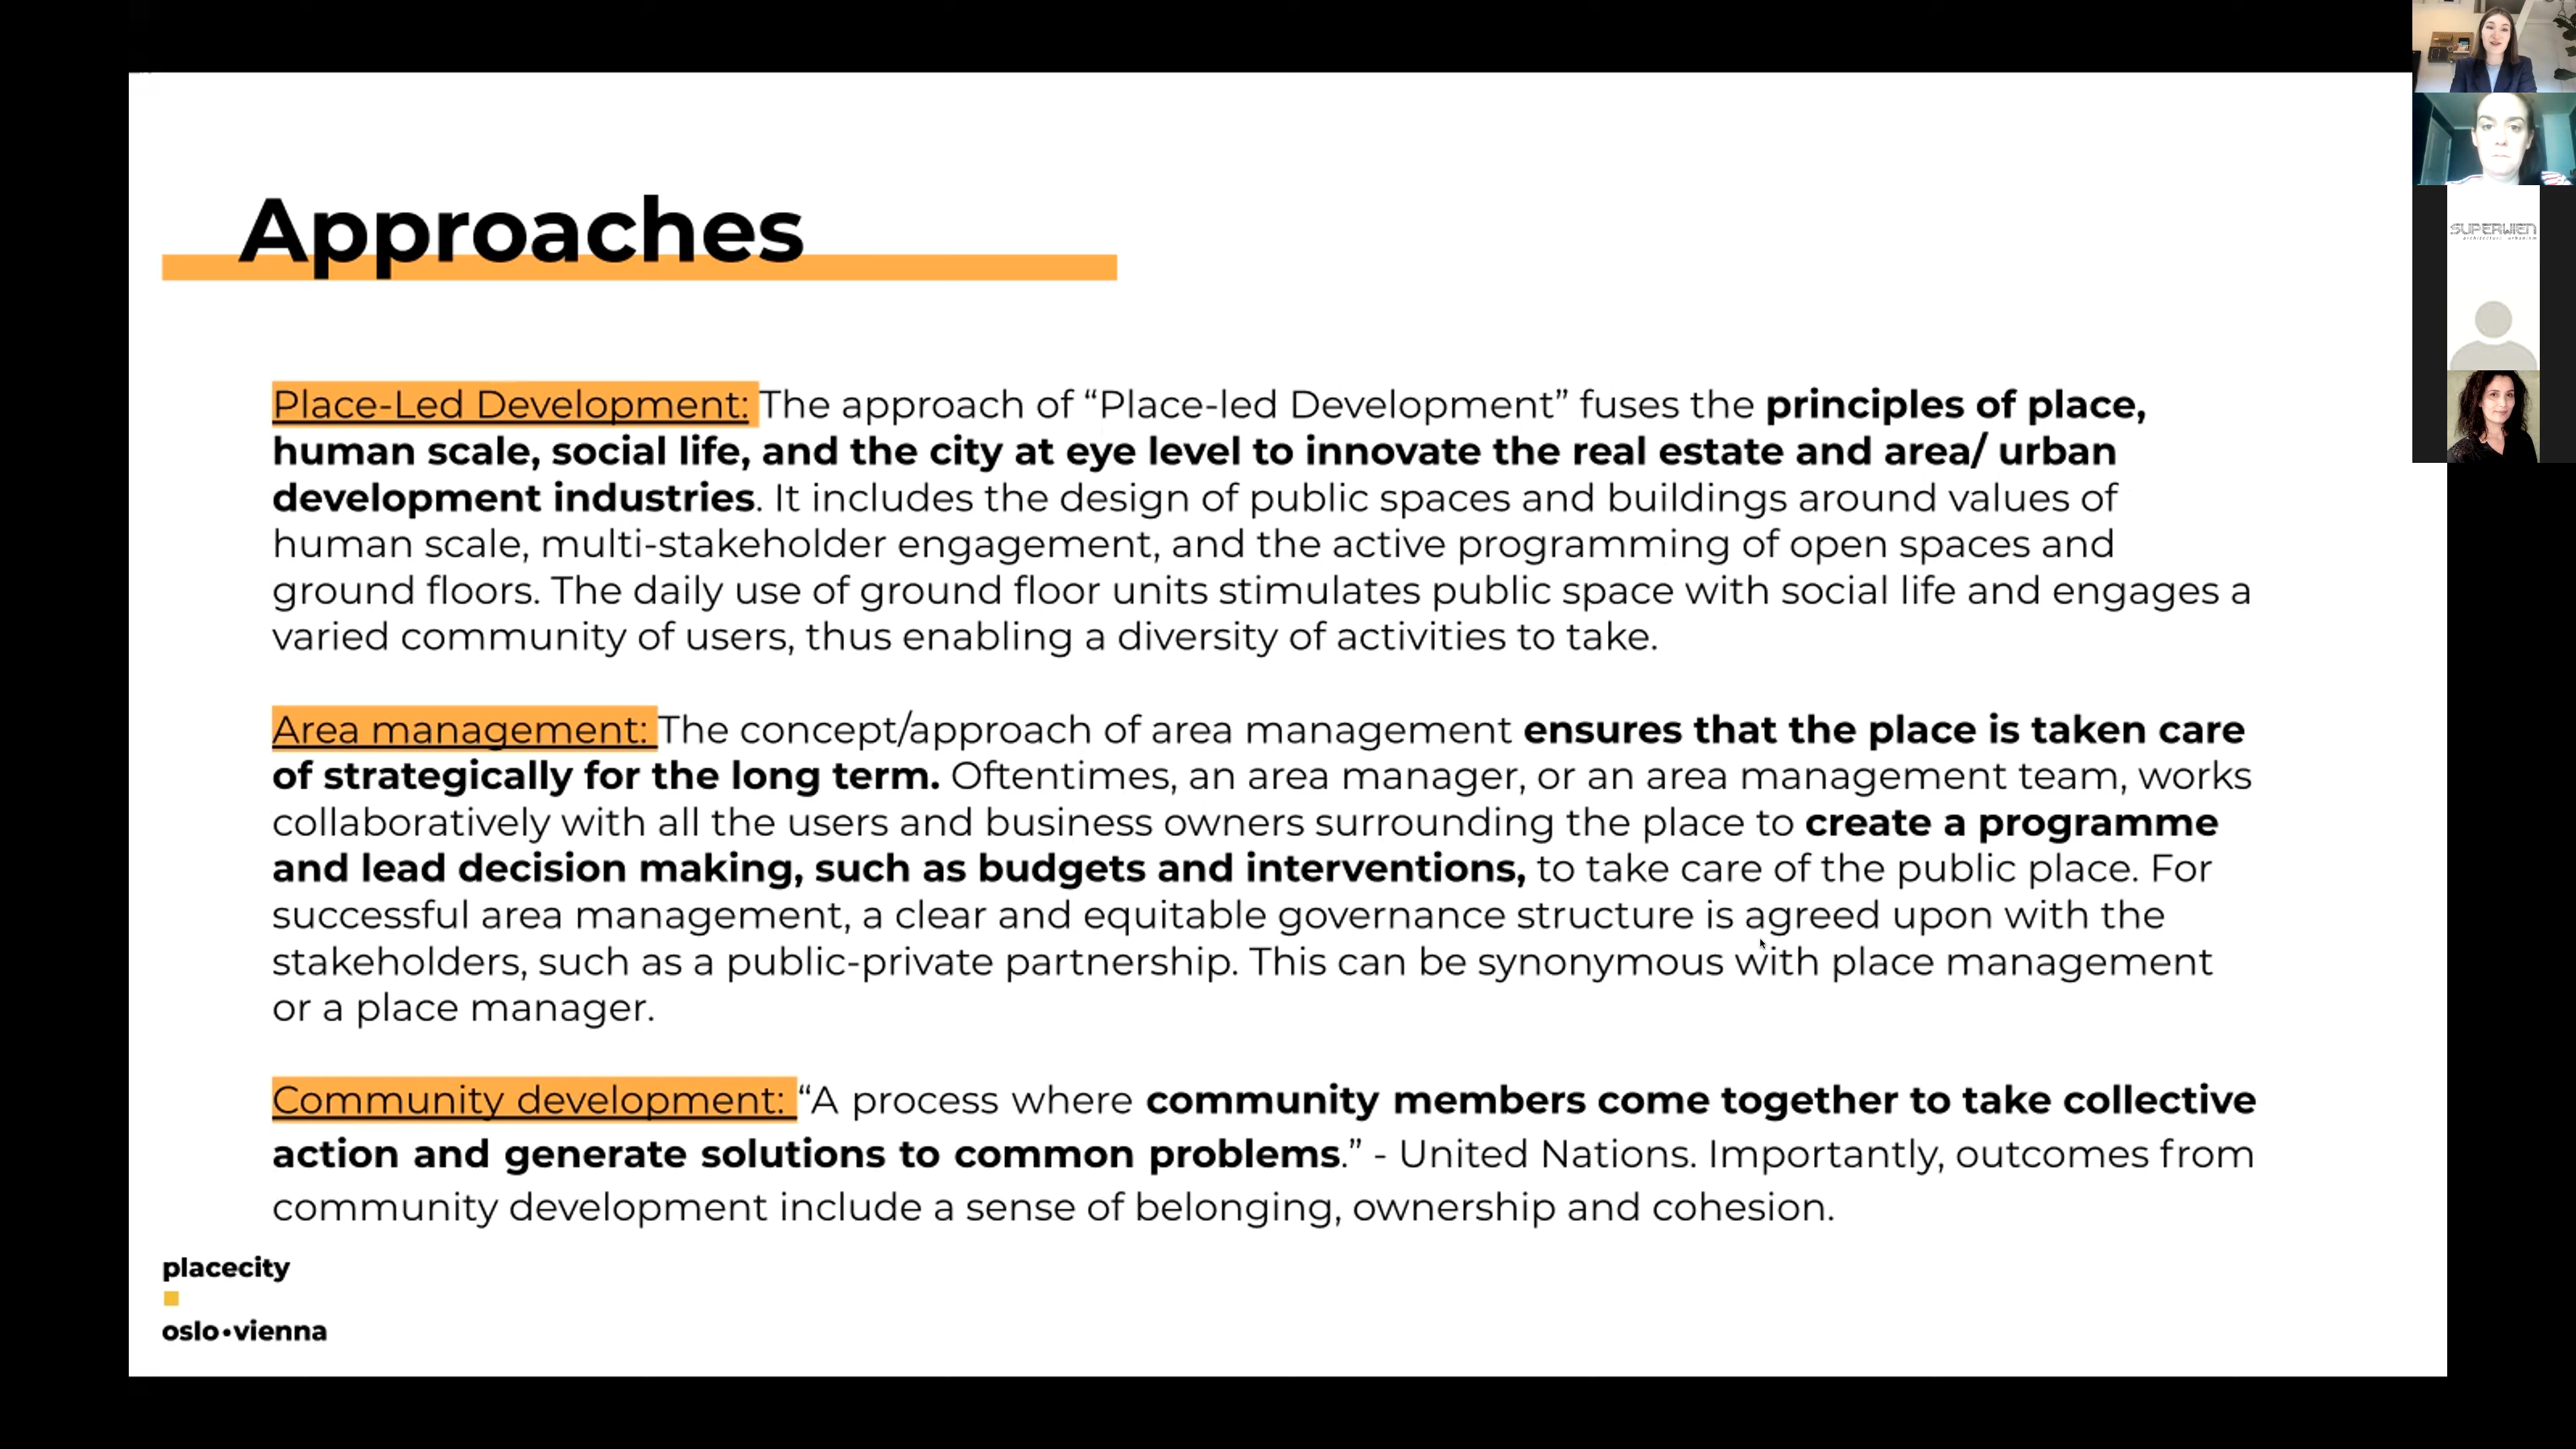 Approaches
Place-Led Development: The approach of “Place-led Development” fuses the principles of place,
human scale, social life, and the city at eye level to innovate the real estate and area/ urban
development industries. It includes the design of public spaces and buildings around values of
human scale, multi-stakeholder engagement, and the active programming of open spaces and
ground floors. The daily use of ground floor units stimulates public space with social life and engages a
varied community of users, thus enabling a diversity of activities to take.
Area management: The concept/approach of area management ensures that the place is taken care
of strategically for the long term. Oftentimes, an area manager, or an area management team, works
collaboratively with all the users and business owners surrounding the place to create a programme
and lead decision making, such as budgets and interventions, to take care of the public place. For
successful area management, a clear and equitable governance structure is agreed upon with the
stakeholders, such as a public-private partnership. This can be synonymous with place management
or a place manager.
Community development: “A process where community members come together to take collective
action and generate solutions to common problems.” - United Nations. Importantly, outcomes from
community development include a sense of belonging, ownership and cohesion.
placecity
oslo•vienna
SUPERWIEN
architecture urbanism